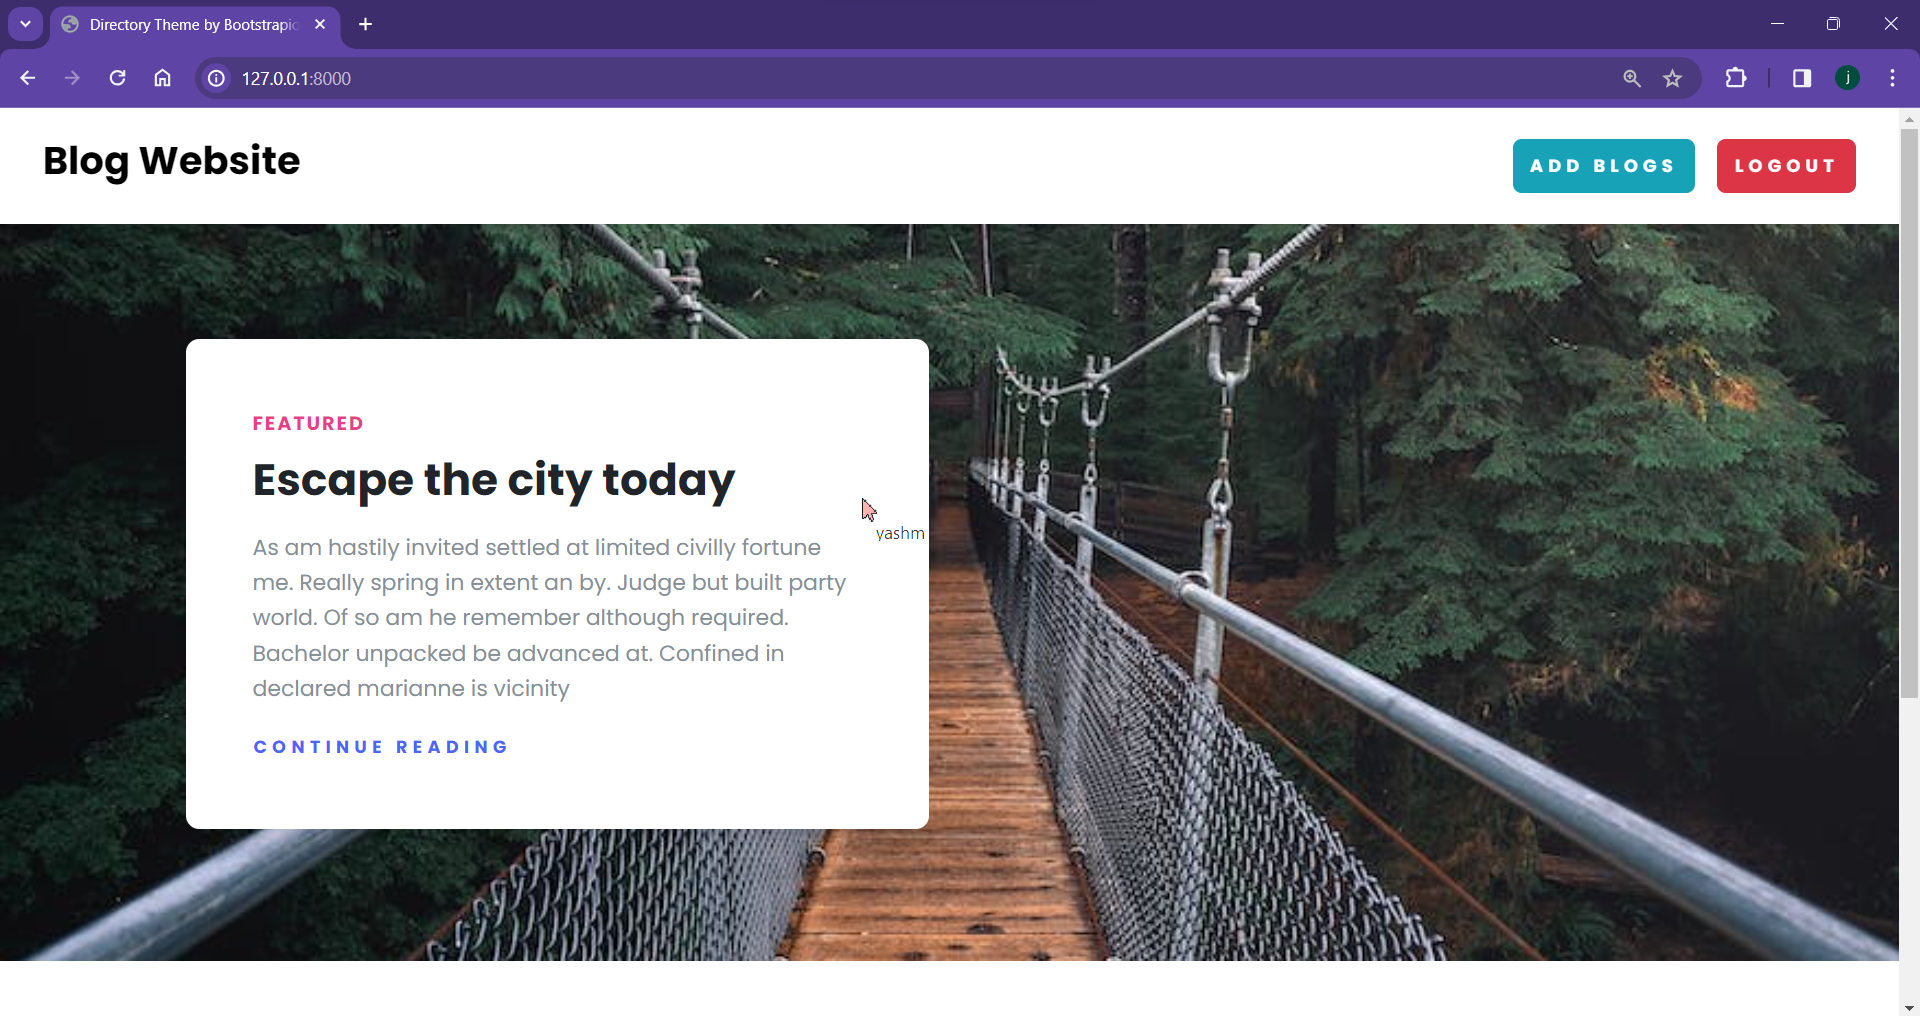 Directory Theme by Bootstrapio
127.0.0.1:8000
j
Blog Website
ADD BLOGS
LOGOUT
FEATURED
Escape the city today
yashm
As am hastily invited settled at limited civilly fortune
me. Really spring in extent an by. Judge but built party
world. Of so am he remember although required.
Bachelor unpacked be advanced at. Confined in
declared marianne is vicinity
CONTINUE READING